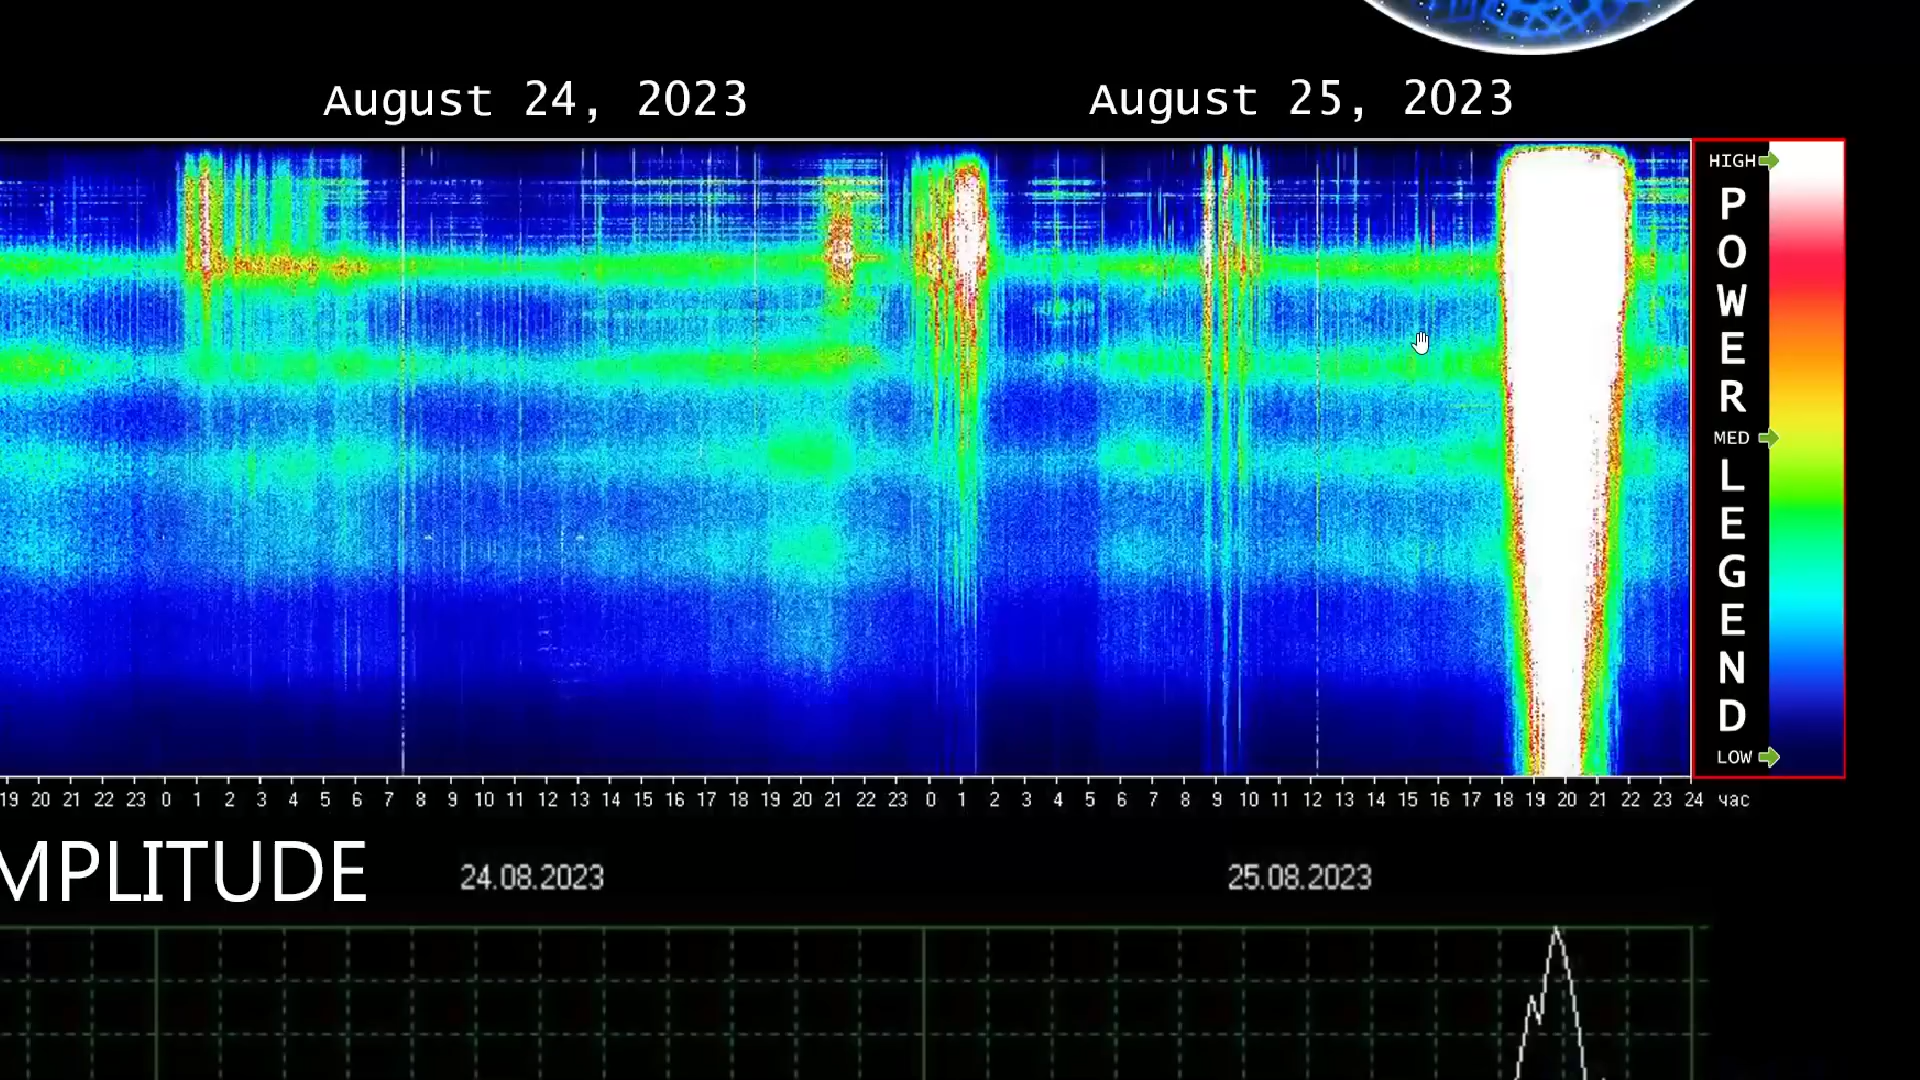 August 24, 2023
August 25, 2023
HIGH
P
O
W
E
R
MED
L
E
G
E
N
D
LOW
19 20 21 22 23 0 1 2 3 4 5 6 7 8 9 10 11 12 13 14 15 16 17 18 19 20 21 22 23 0 1 2 3 4 5 6 7 8 9 10 11 12 13 14 15 16 17 18 19 20 21 22 23 24 час
MPLITUDE
24.08.2023
25.08.2023